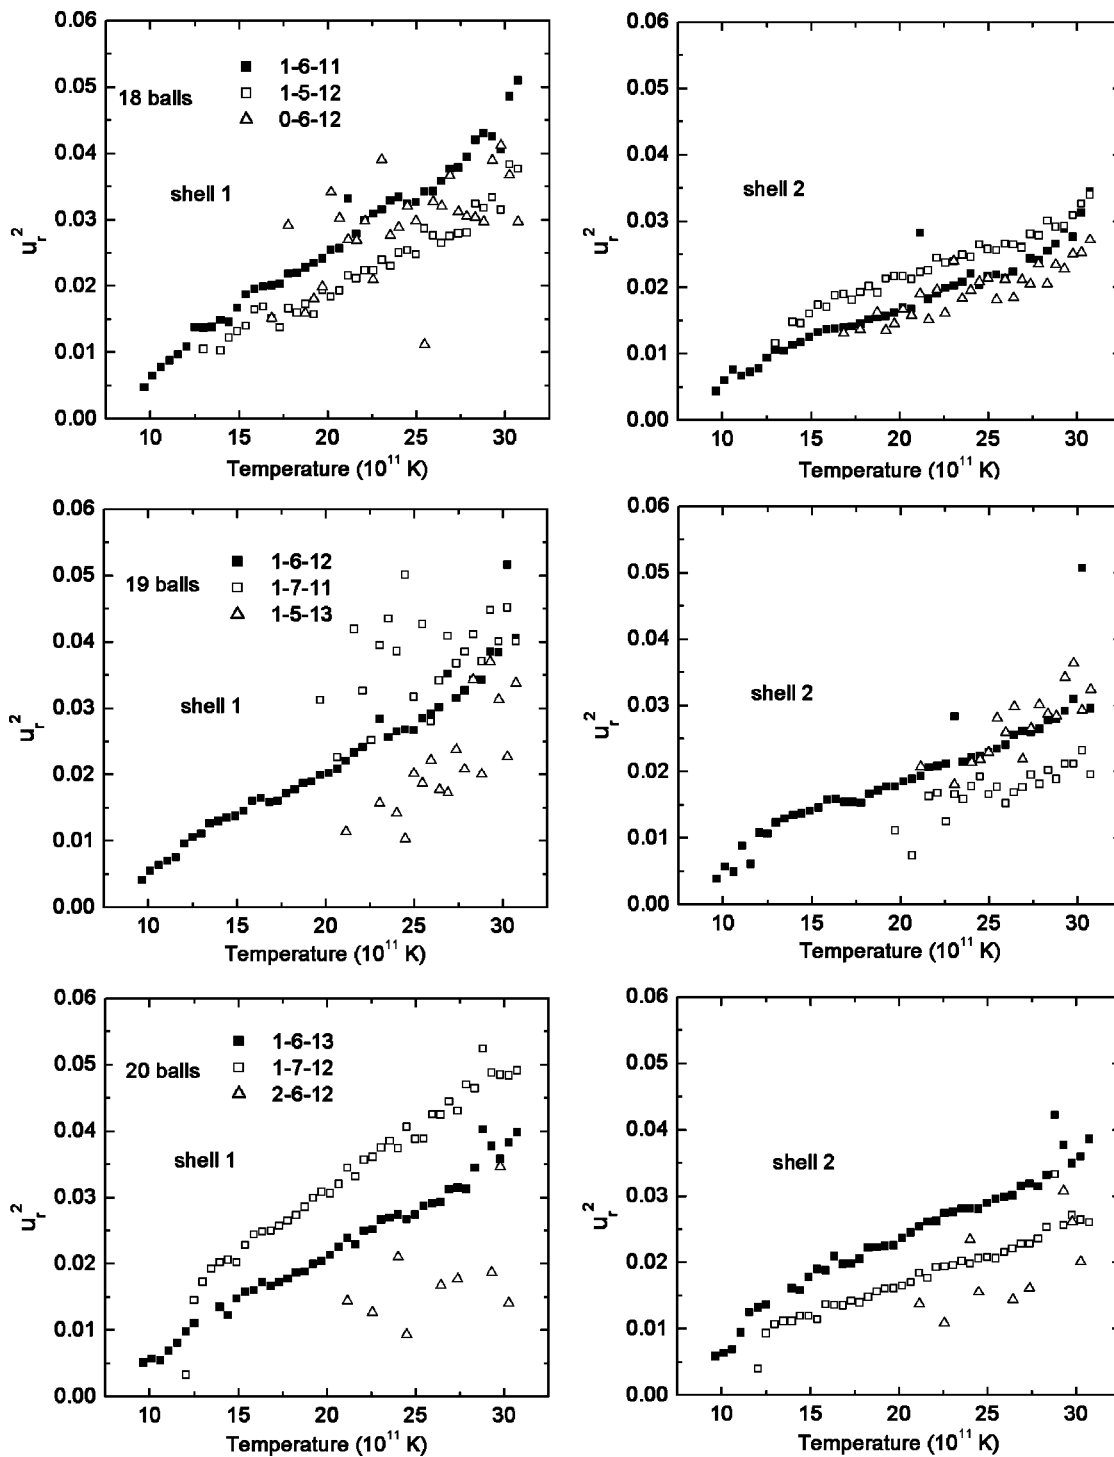 0.06
0.05
0.04
0.03
0.02
0.01
0.00
u_r^2
18 balls
1-6-11
1-5-12
0-6-12
shell 1
10 15 20 25 30
Temperature (10^11 K)
0.06
0.05
0.04
0.03
0.02
0.01
0.00
shell 2
10 15 20 25 30
Temperature (10^11 K)
0.06
0.05
0.04
0.03
0.02
0.01
0.00
u_r^2
19 balls
1-6-12
1-7-11
1-5-13
shell 1
10 15 20 25 30
Temperature (10^11 K)
0.06
0.05
0.04
0.03
0.02
0.01
0.00
u_r^2
shell 2
10 15 20 25 30
Temperature (10^11 K)
0.06
0.05
0.04
0.03
0.02
0.01
0.00
u_r^2
20 balls
1-6-13
1-7-12
2-6-12
shell 1
10 15 20 25 30
Temperature (10^11 K)
0.06
0.05
0.04
0.03
0.02
0.01
0.00
u_r^2
shell 2
10 15 20 25 30
Temperature (10^11 K)